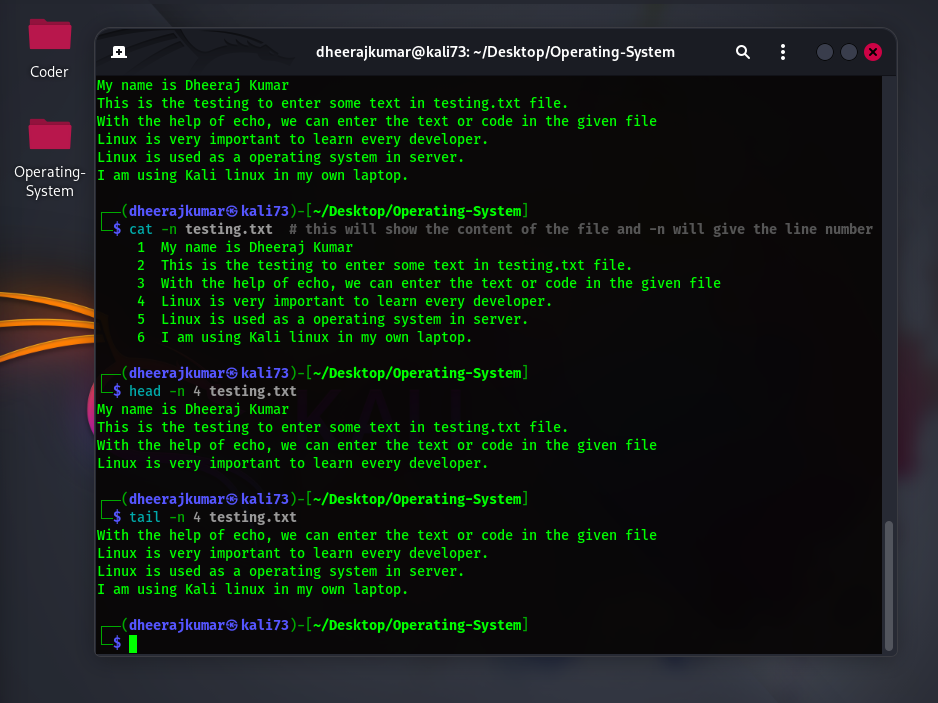 Coder
Operating-
System
dheerajkumar@kali73: ~/Desktop/Operating-System
My name is Dheeraj Kumar
This is the testing to enter some text in testing.txt file.
With the help of echo, we can enter the text or code in the given file
Linux is very important to learn every developer.
Linux is used as a operating system in server.
I am using Kali linux in my own laptop.
┌──(dheerajkumar㉿kali73)-[~/Desktop/Operating-System]
└─$ cat -n testing.txt  # this will show the content of the file and -n will give the line number
     1  My name is Dheeraj Kumar
     2  This is the testing to enter some text in testing.txt file.
     3  With the help of echo, we can enter the text or code in the given file
     4  Linux is very important to learn every developer.
     5  Linux is used as a operating system in server.
     6  I am using Kali linux in my own laptop.
┌──(dheerajkumar㉿kali73)-[~/Desktop/Operating-System]
└─$ head -n 4 testing.txt
My name is Dheeraj Kumar
This is the testing to enter some text in testing.txt file.
With the help of echo, we can enter the text or code in the given file
Linux is very important to learn every developer.
┌──(dheerajkumar㉿kali73)-[~/Desktop/Operating-System]
└─$ tail -n 4 testing.txt
With the help of echo, we can enter the text or code in the given file
Linux is very important to learn every developer.
Linux is used as a operating system in server.
I am using Kali linux in my own laptop.
┌──(dheerajkumar㉿kali73)-[~/Desktop/Operating-System]
└─$